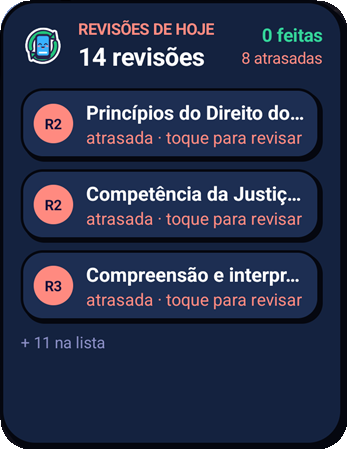 REVISÕES DE HOJE
0 feitas
14 revisões
8 atrasadas
R2
Princípios do Direito do...
atrasada · toque para revisar
R2
Competência da Justiç...
atrasada · toque para revisar
R3
Compreensão e interpr...
atrasada · toque para revisar
+ 11 na lista